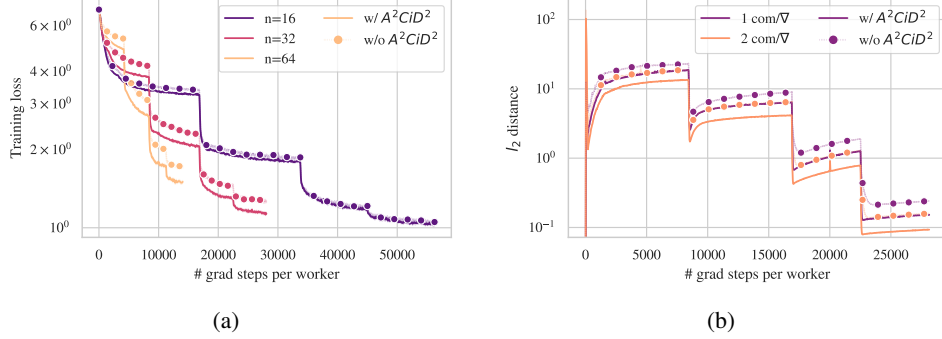 6 × 10⁰
4 × 10⁰
3 × 10⁰
2 × 10⁰
10⁰
Training loss
n=16
n=32
n=64
w/ A²CiD²
w/o A²CiD²
0 10000 20000 30000 40000 50000
# grad steps per worker
(a)
10²
10¹
10⁰
10⁻¹
l₂ distance
1 com/∇
2 com/∇
w/ A²CiD²
w/o A²CiD²
0 5000 10000 15000 20000 25000
# grad steps per worker
(b)